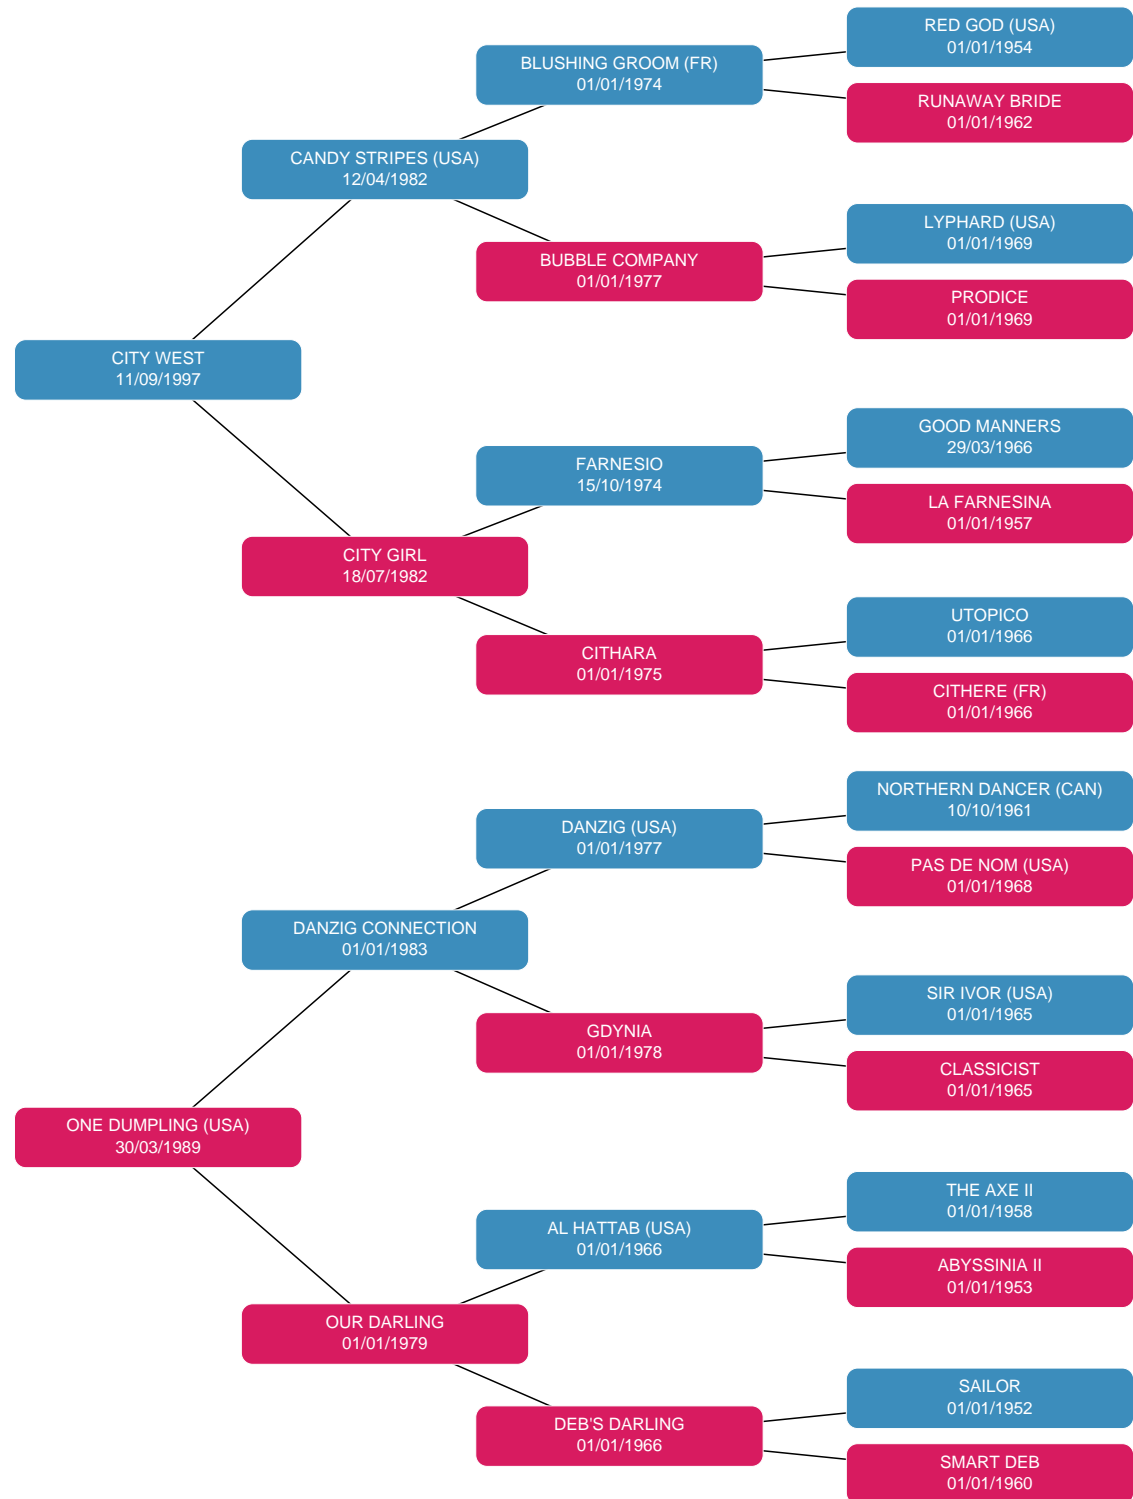 RED GOD (USA)
01/01/1954
BLUSHING GROOM (FR)
01/01/1974
RUNAWAY BRIDE
01/01/1962
CANDY STRIPES (USA)
12/04/1982
LYPHARD (USA)
01/01/1969
BUBBLE COMPANY
01/01/1977
PRODICE
01/01/1969
CITY WEST
11/09/1997
GOOD MANNERS
29/03/1966
FARNESIO
15/10/1974
LA FARNESINA
01/01/1957
CITY GIRL
18/07/1982
UTOPICO
01/01/1966
CITHARA
01/01/1975
CITHERE (FR)
01/01/1966
NORTHERN DANCER (CAN)
10/10/1961
DANZIG (USA)
01/01/1977
PAS DE NOM (USA)
01/01/1968
DANZIG CONNECTION
01/01/1983
SIR IVOR (USA)
01/01/1965
GDYNIA
01/01/1978
CLASSICIST
01/01/1965
ONE DUMPLING (USA)
30/03/1989
THE AXE II
01/01/1958
AL HATTAB (USA)
01/01/1966
ABYSSINIA II
01/01/1953
OUR DARLING
01/01/1979
SAILOR
01/01/1952
DEB'S DARLING
01/01/1966
SMART DEB
01/01/1960